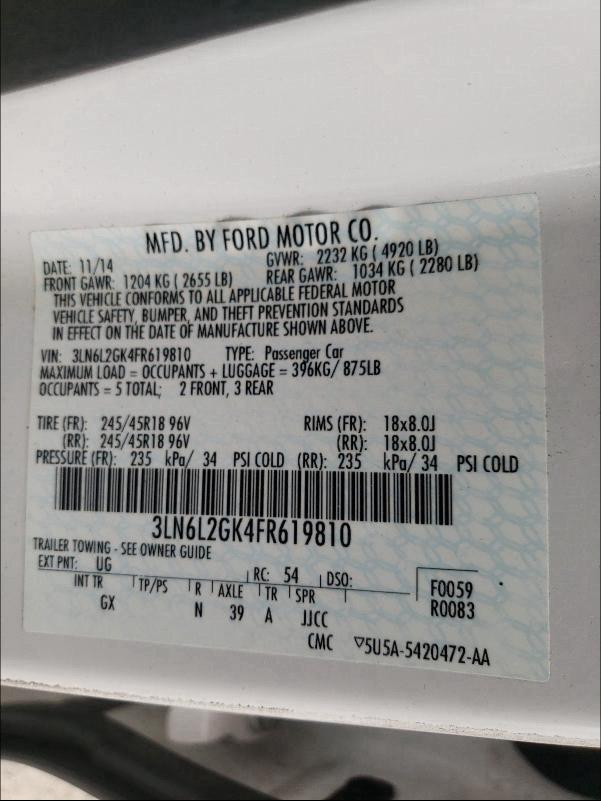 MFD. BY FORD MOTOR CO.
DATE: 11/14 GVWR: 2232 KG ( 4920 LB)
FRONT GAWR: 1204 KG ( 2655 LB) REAR GAWR: 1034 KG ( 2280 LB)
THIS VEHICLE CONFORMS TO ALL APPLICABLE FEDERAL MOTOR
VEHICLE SAFETY, BUMPER, AND THEFT PREVENTION STANDARDS
IN EFFECT ON THE DATE OF MANUFACTURE SHOWN ABOVE.
VIN: 3LN6L2GK4FR619810 TYPE: Passenger Car
MAXIMUM LOAD = OCCUPANTS + LUGGAGE = 396KG/ 875LB
OCCUPANTS = 5 TOTAL; 2 FRONT, 3 REAR
TIRE (FR): 245/45R18 96V RIMS (FR): 18x8.0J
(RR): 245/45R18 96V (RR): 18x8.0J
PRESSURE (FR): 235 kPa/ 34 PSI COLD (RR): 235 kPa/ 34 PSI COLD
3LN6L2GK4FR619810
TRAILER TOWING - SEE OWNER GUIDE
EXT PNT: UG RC: 54 DSO: F0059
INT TR TP/PS R AXLE TR SPR R0083
GX N 39 A JJCC
CMC ▽5U5A-5420472-AA